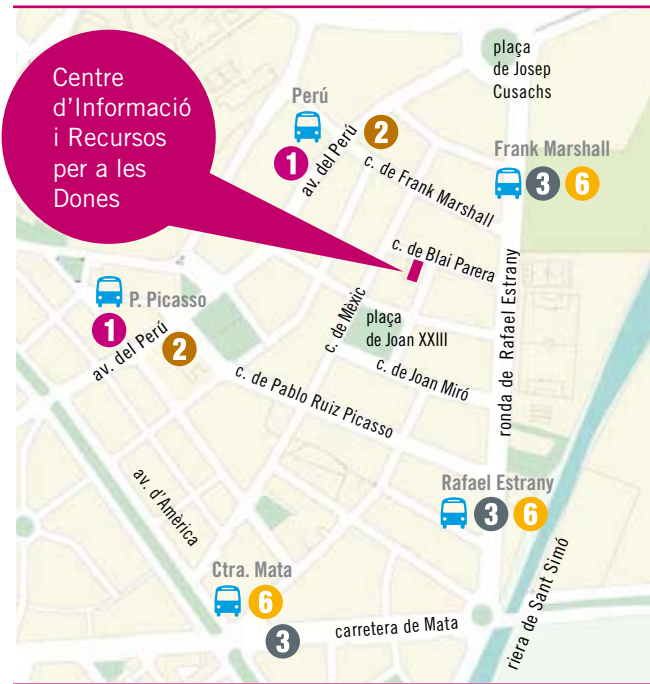 Centre
d'Informació
i Recursos
per a les
Dones
plaça
de Josep
Cusachs
Perú
1
2
av. del Perú
c. de Frank Marshall
Frank Marshall
3 6
c. de Blai Parera
P. Picasso
1
2
av. del Perú
c. de Mèxic
plaça
de Joan XXIII
ronda de Rafael Estrany
c. de Joan Miró
c. de Pablo Ruiz Picasso
av. d'Amèrica
Rafael Estrany
3 6
Ctra. Mata
6
3
carretera de Mata
riera de Sant Simó